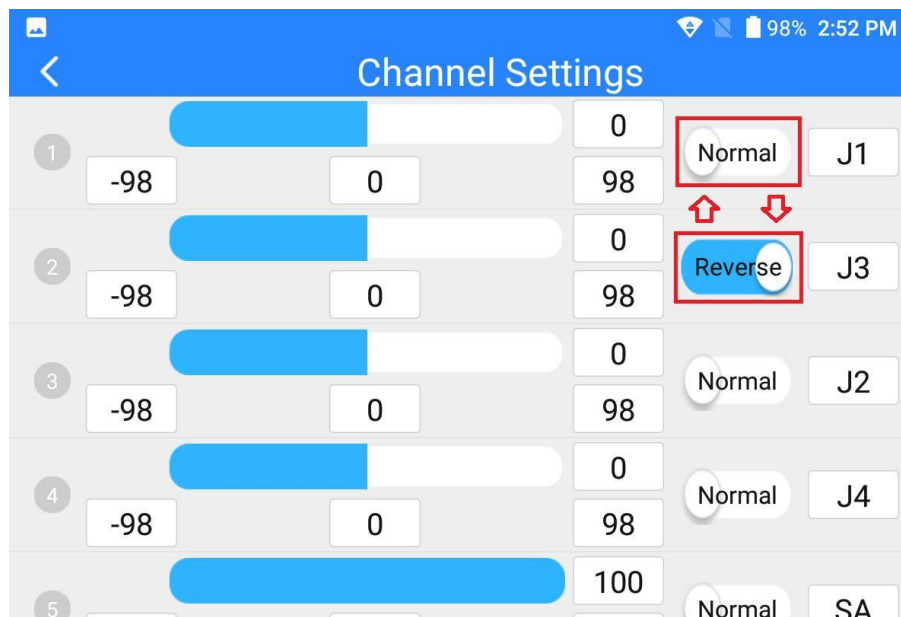 98% 2:52 PM
Channel Settings
0
1 Normal J1
-98 0 98
0
2 Reverse J3
-98 0 98
0
3 Normal J2
-98 0 98
0
4 Normal J4
-98 0 98
100
5 Normal SA